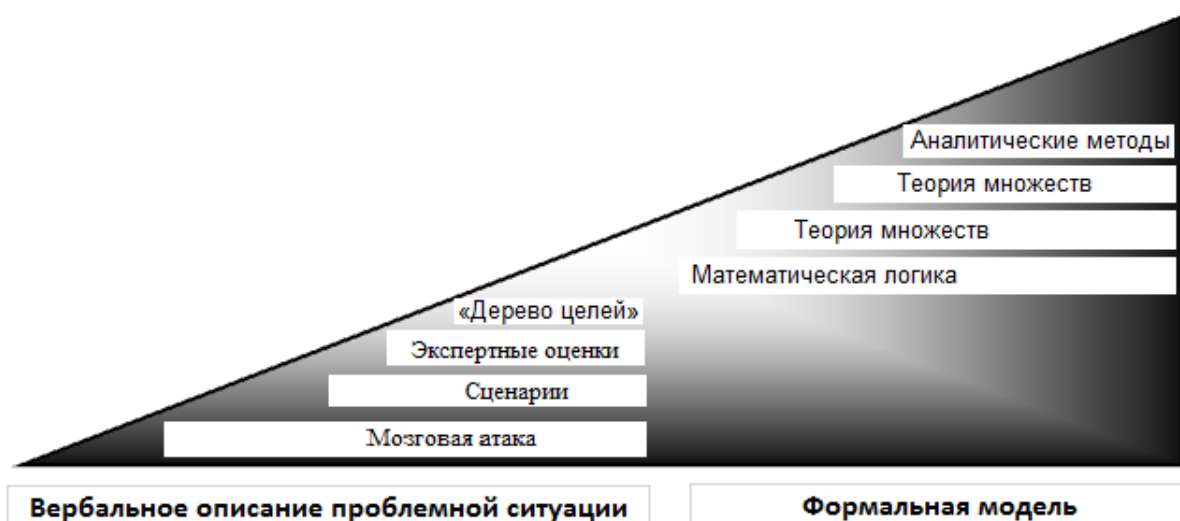 Аналитические методы
Теория множеств
Теория множеств
Математическая логика
«Дерево целей»
Экспертные оценки
Сценарии
Мозговая атака
Вербальное описание проблемной ситуации
Формальная модель